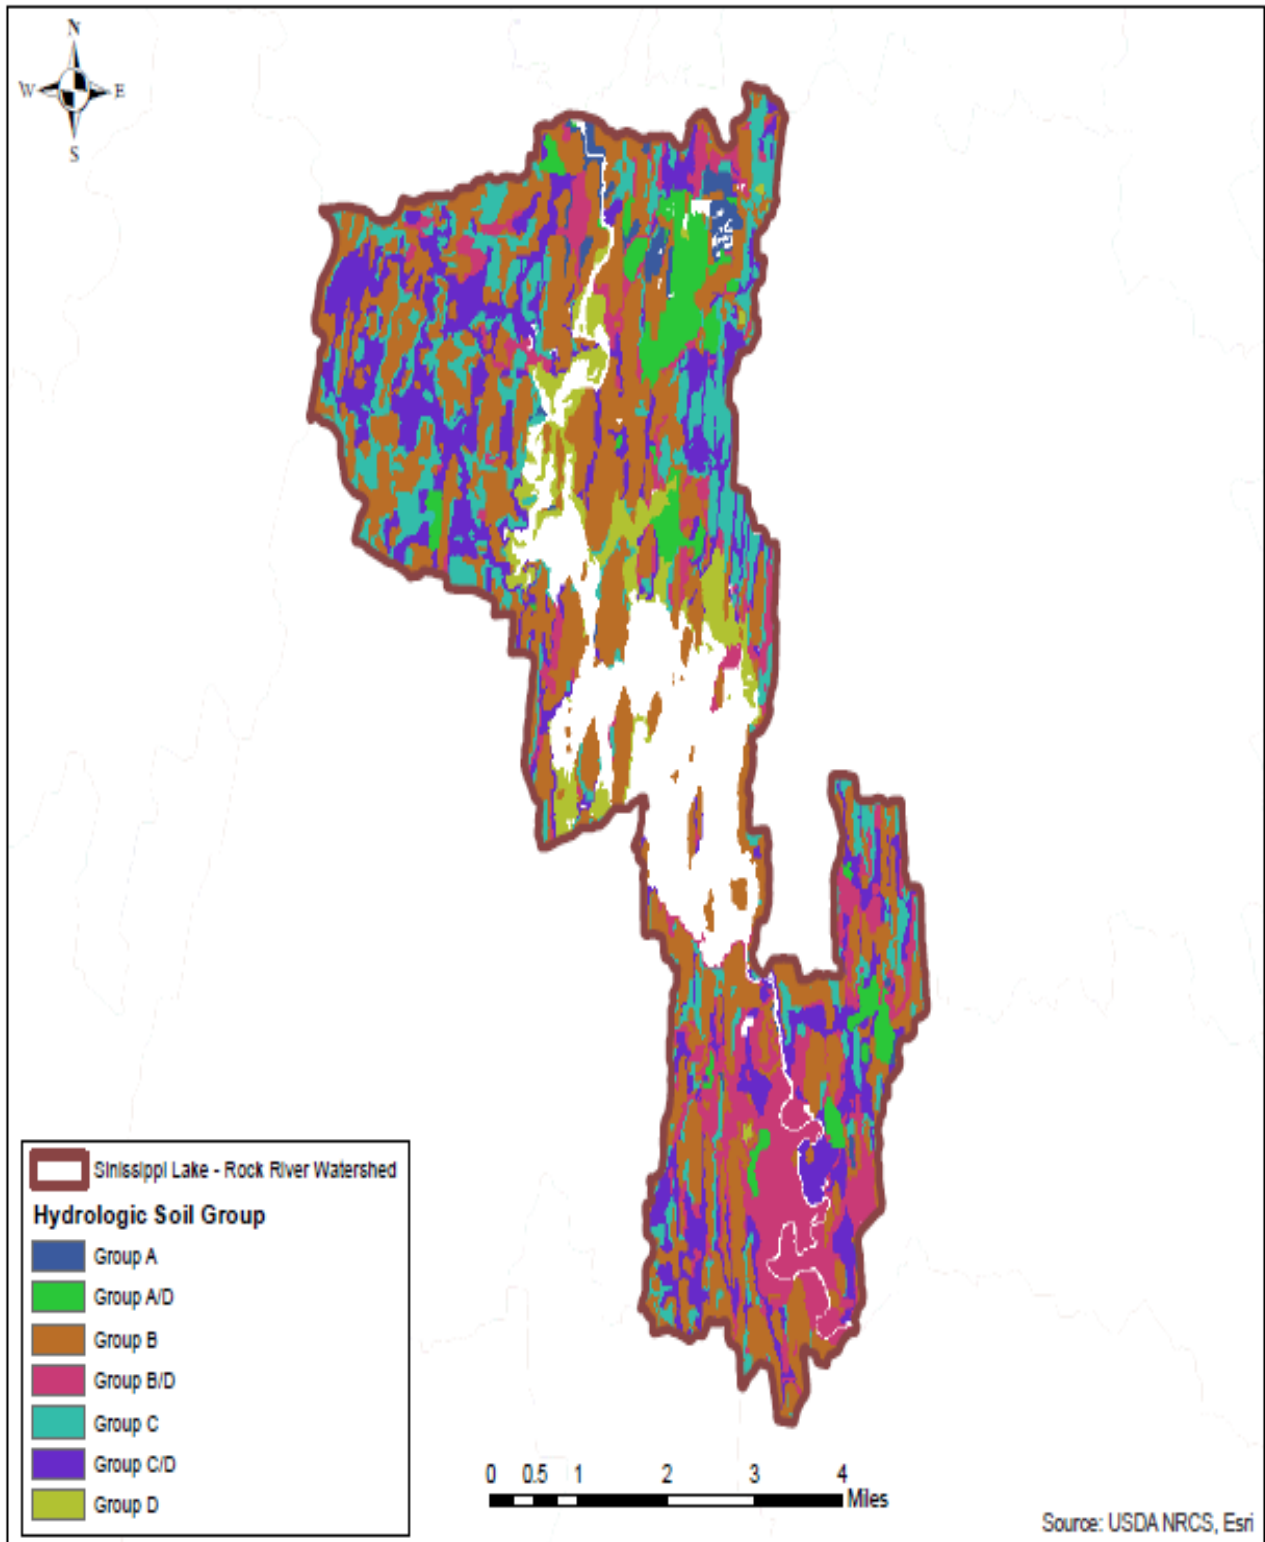 N
W E
S
Sinissippi Lake - Rock River Watershed
Hydrologic Soil Group
Group A
Group A/D
Group B
Group B/D
Group C
Group C/D
Group D
0 0.5 1 2 3 4
Miles
Source: USDA NRCS, Esri